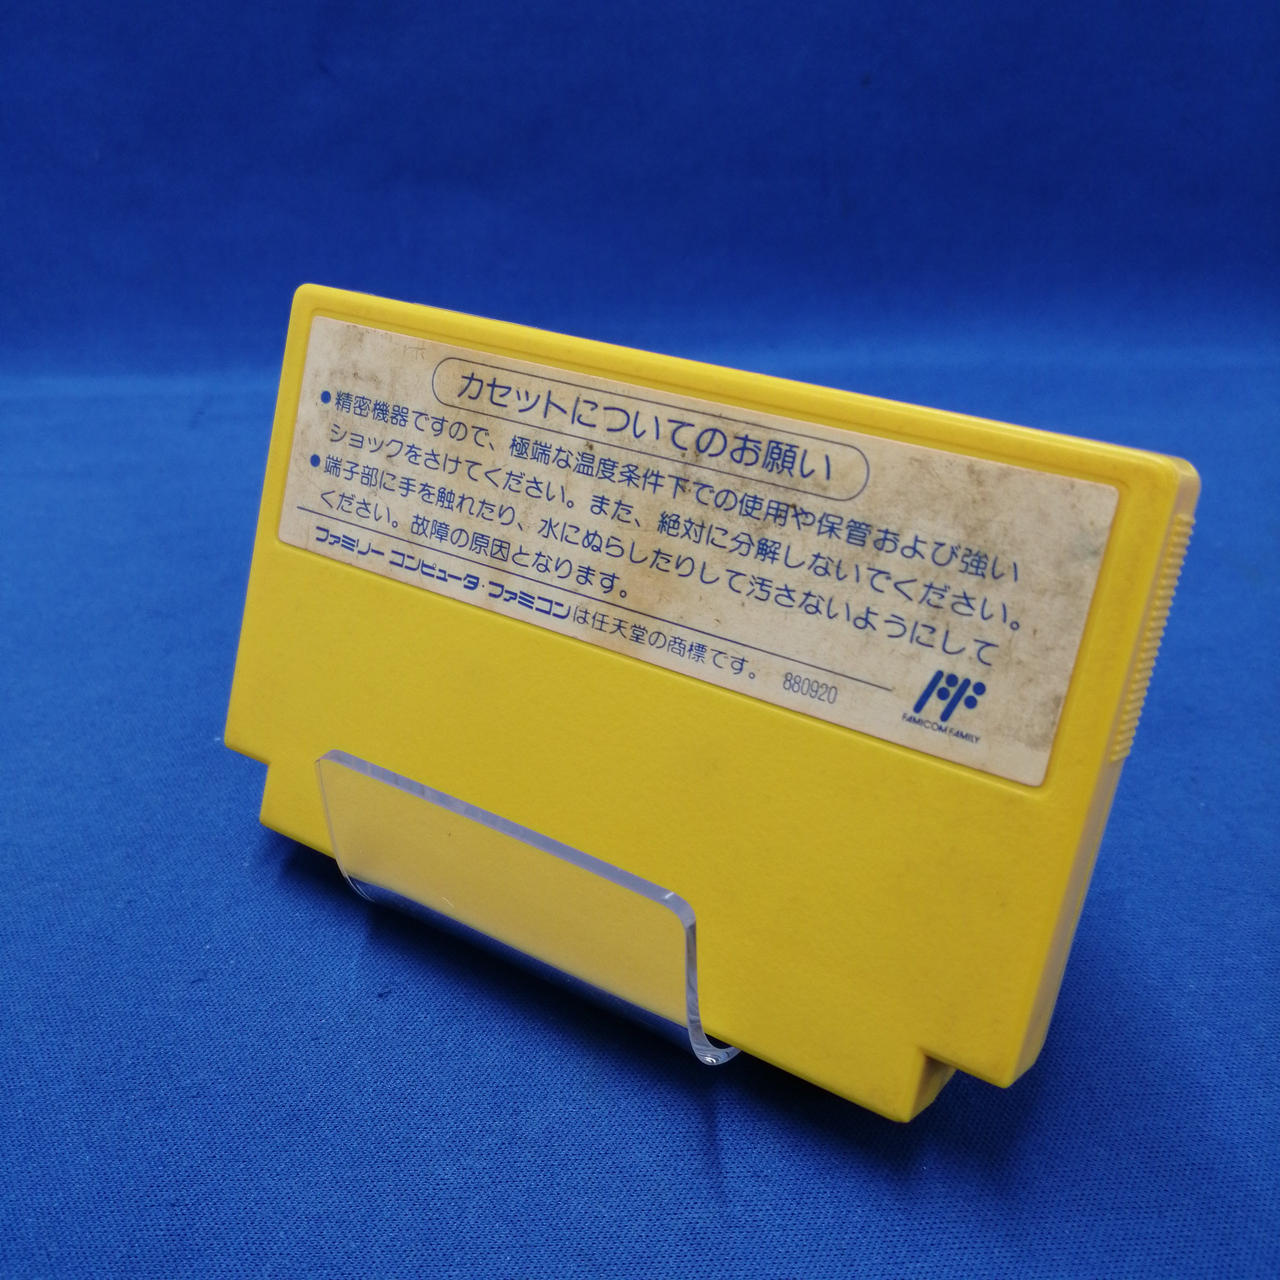 カセットについてのお願い
●精密機器ですので、極端な温度条件下での使用や保管および強い
ショックをさけてください。また、絶対に分解しないでください。
●端子部に手を触れたり、水にぬらしたりして汚さないようにして
ください。故障の原因となります。
ファミリー コンピュータ・ファミコンは任天堂の商標です。 880920
FAMICOM FAMILY